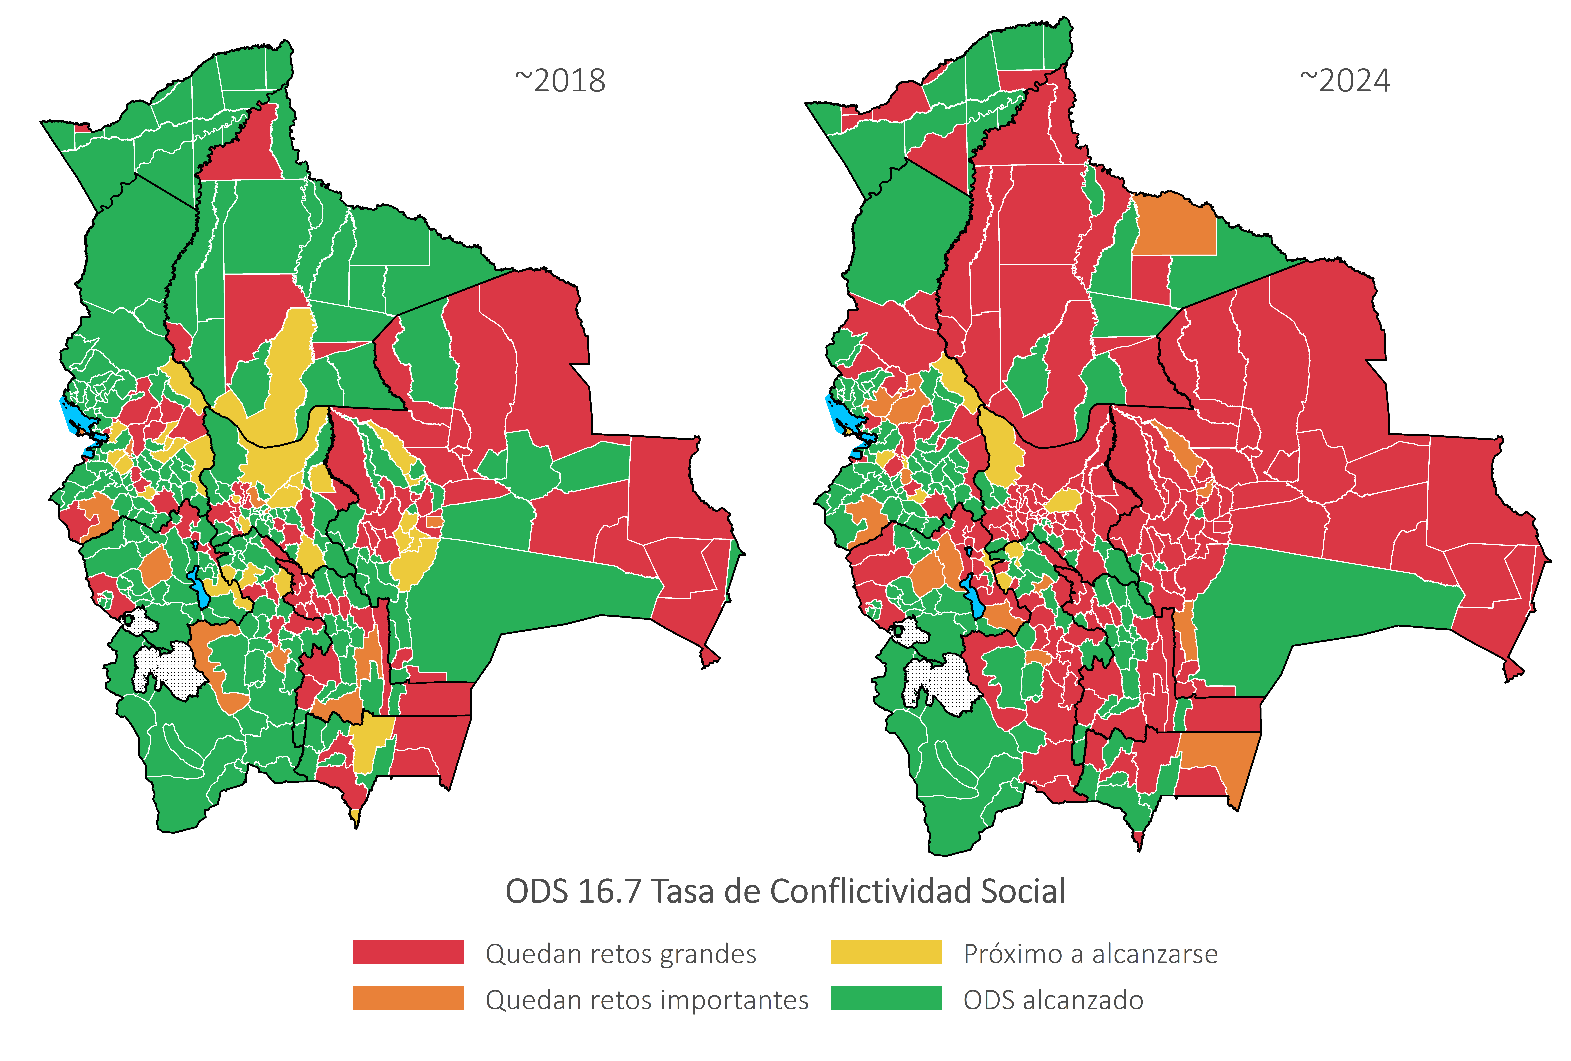 ~2018
~2024
ODS 16.7 Tasa de Conflictividad Social
Quedan retos grandes
Próximo a alcanzarse
Quedan retos importantes
ODS alcanzado